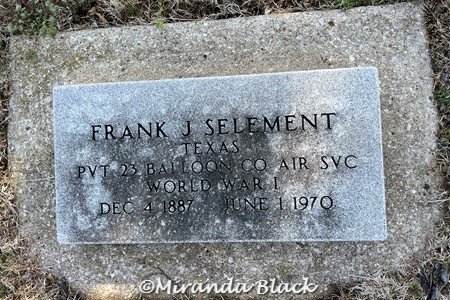 FRANK J SELEMENT
TEXAS
PVT 23 BALLOON CO AIR SVC
WORLD WAR I
DEC 4 1887 JUNE 1 1970
©Miranda Black